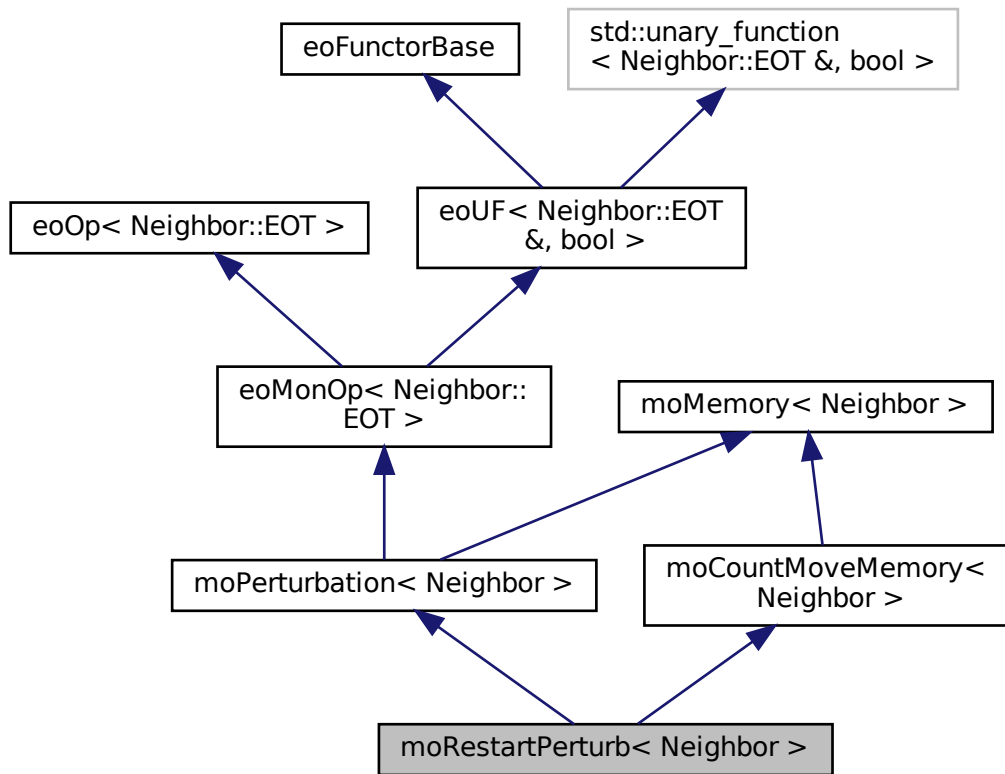 eoFunctorBase
std::unary_function
< Neighbor::EOT &, bool >
eoOp< Neighbor::EOT >
eoUF< Neighbor::EOT
&, bool >
eoMonOp< Neighbor::
EOT >
moMemory< Neighbor >
moPerturbation< Neighbor >
moCountMoveMemory<
Neighbor >
moRestartPerturb< Neighbor >